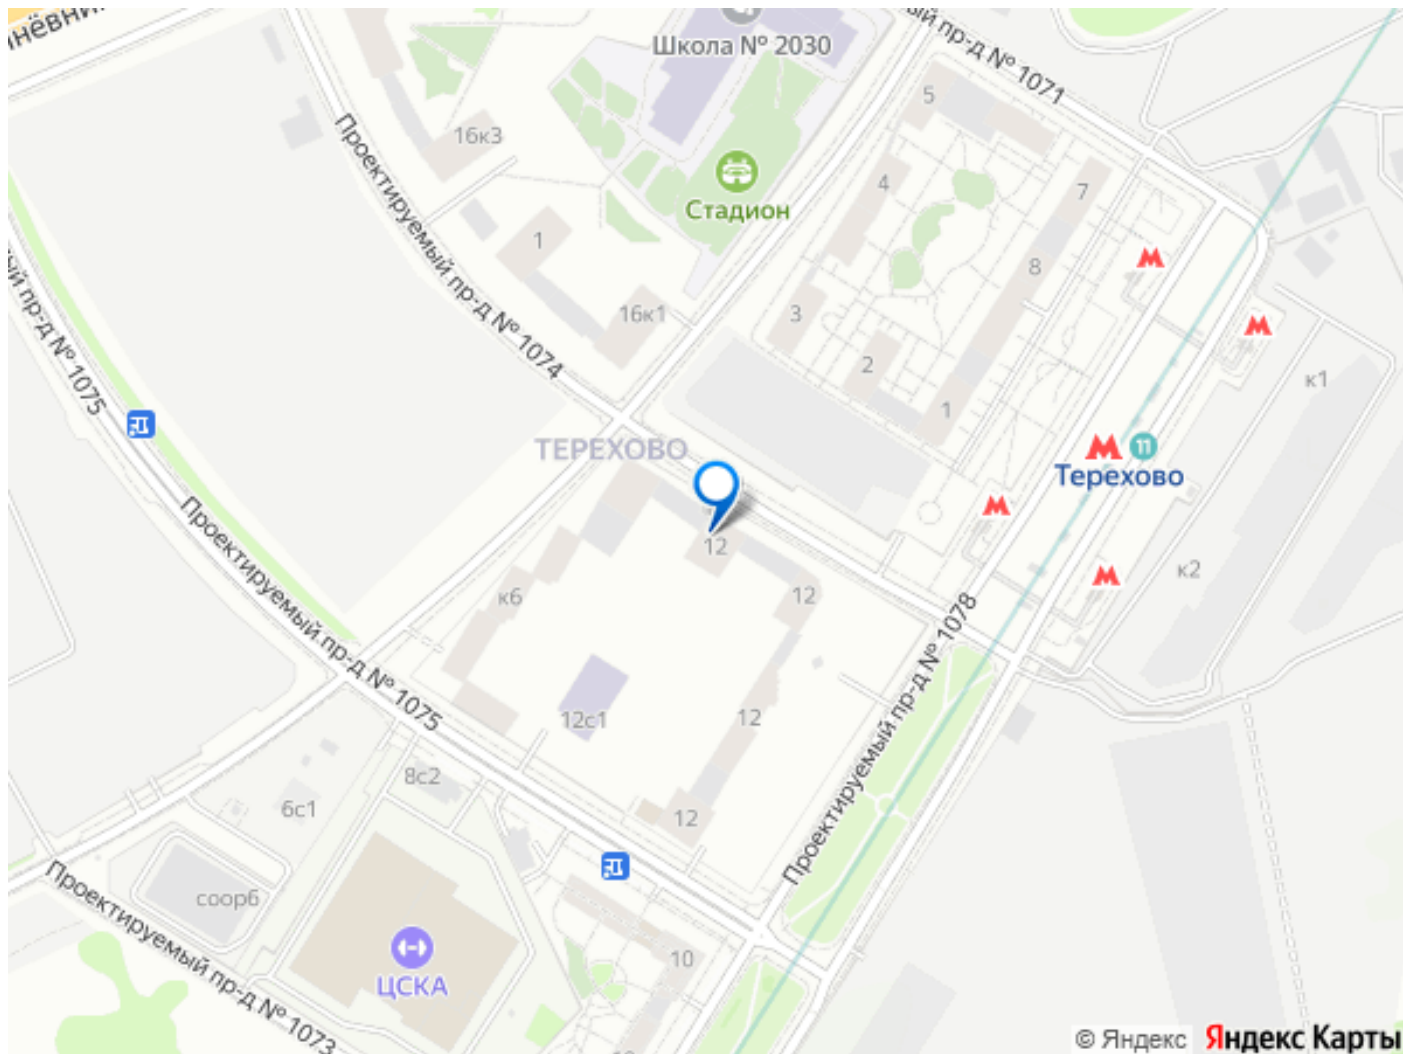 Школа № 2030
пр-д № 1071
5
16к3
Проектируемый пр-д № 1074
4
7
Стадион
1
8
16к1
3
пр-д № 1075
2
к1
1
11
ТЕРЕХОВО
Терехово
12
к2
к6
12
Проектируемый пр-д № 1075
Проектируемый пр-д № 1078
12с1
12
8с2
6с1
12
Проектируемый пр-д № 1073
соор6
10
ЦСКА
© Яндекс Яндекс Карты